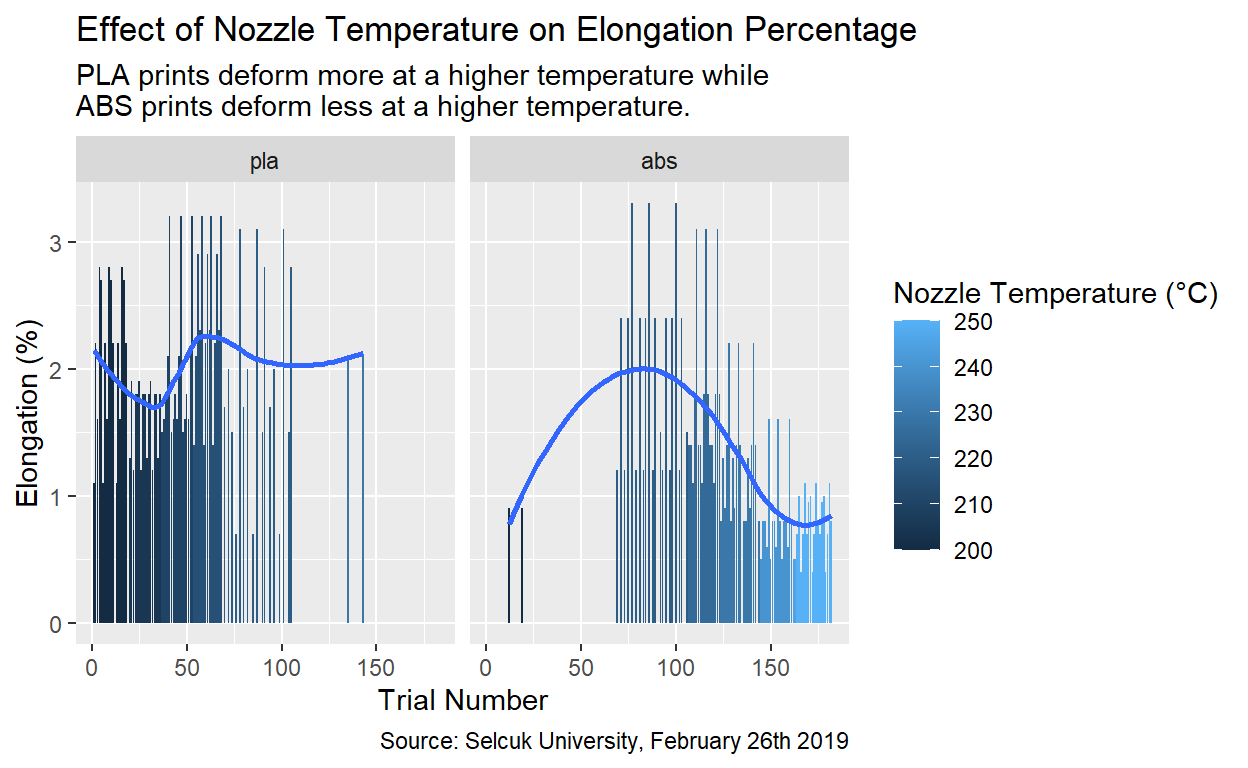 Effect of Nozzle Temperature on Elongation Percentage
PLA prints deform more at a higher temperature while
ABS prints deform less at a higher temperature.
pla
abs
Elongation (%)
3
2
1
0
0
50
100
150
0
50
100
150
Trial Number
Source: Selcuk University, February 26th 2019
Nozzle Temperature (°C)
250
240
230
220
210
200